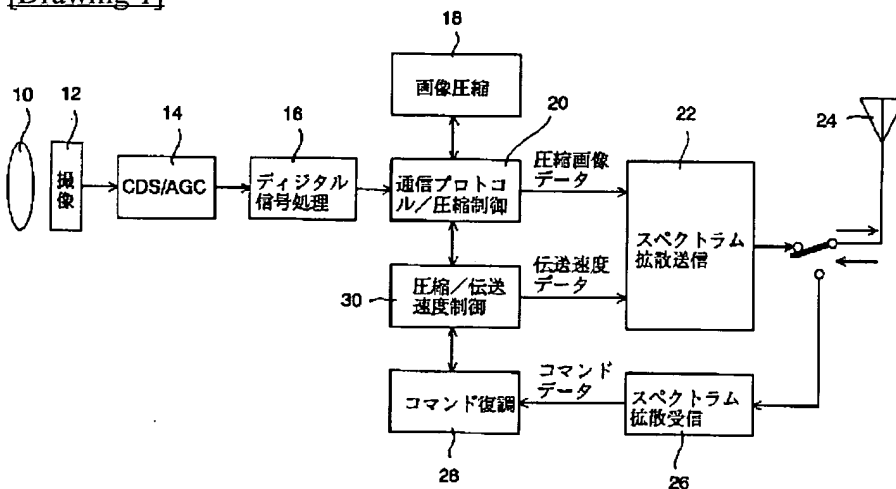 [Drawing 1]
18
画像圧縮
10
12
14
16
20
22
24
撮
像
CDS/AGC
ディジタル
信号処理
通信プロトコ
ル/圧縮制御
圧縮画像
データ
スペクトラム
拡散送信
30
圧縮/伝送
速度制御
伝送速度
データ
コマンド復調
コマンド
データ
スペクトラム
拡散受信
28
26